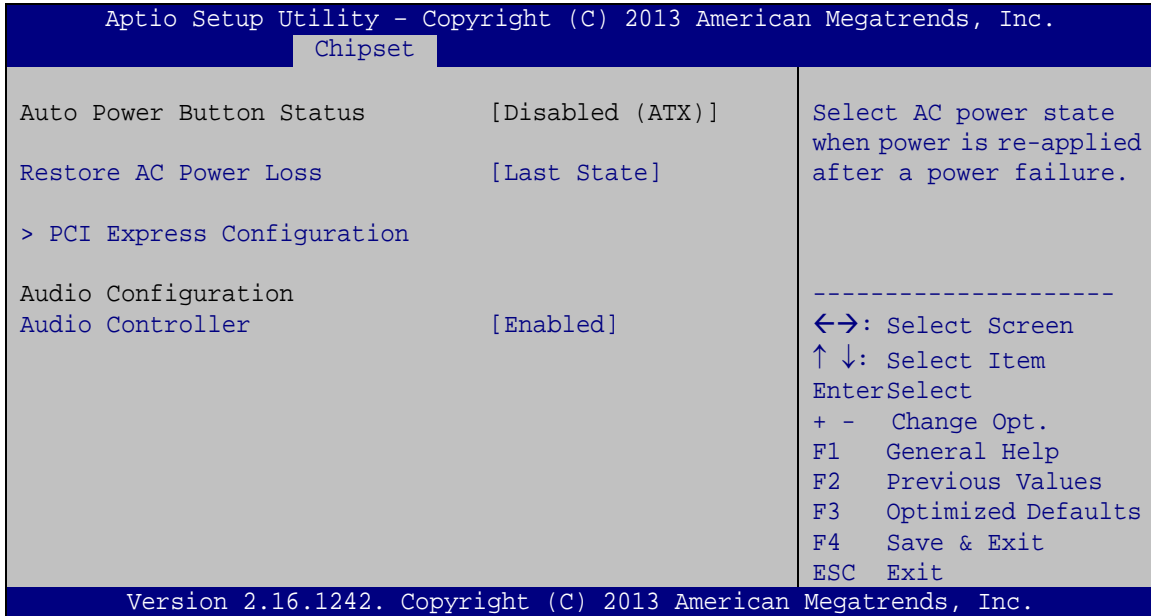 Aptio Setup Utility – Copyright (C) 2013 American Megatrends, Inc.
Chipset
Auto Power Button Status [Disabled (ATX)]
Restore AC Power Loss [Last State]
> PCI Express Configuration
Audio Configuration
Audio Controller [Enabled]
Select AC power state
when power is re-applied
after a power failure.
---------------------
←→: Select Screen
↑ ↓: Select Item
EnterSelect
+ - Change Opt.
F1 General Help
F2 Previous Values
F3 Optimized Defaults
F4 Save & Exit
ESC Exit
Version 2.16.1242. Copyright (C) 2013 American Megatrends, Inc.